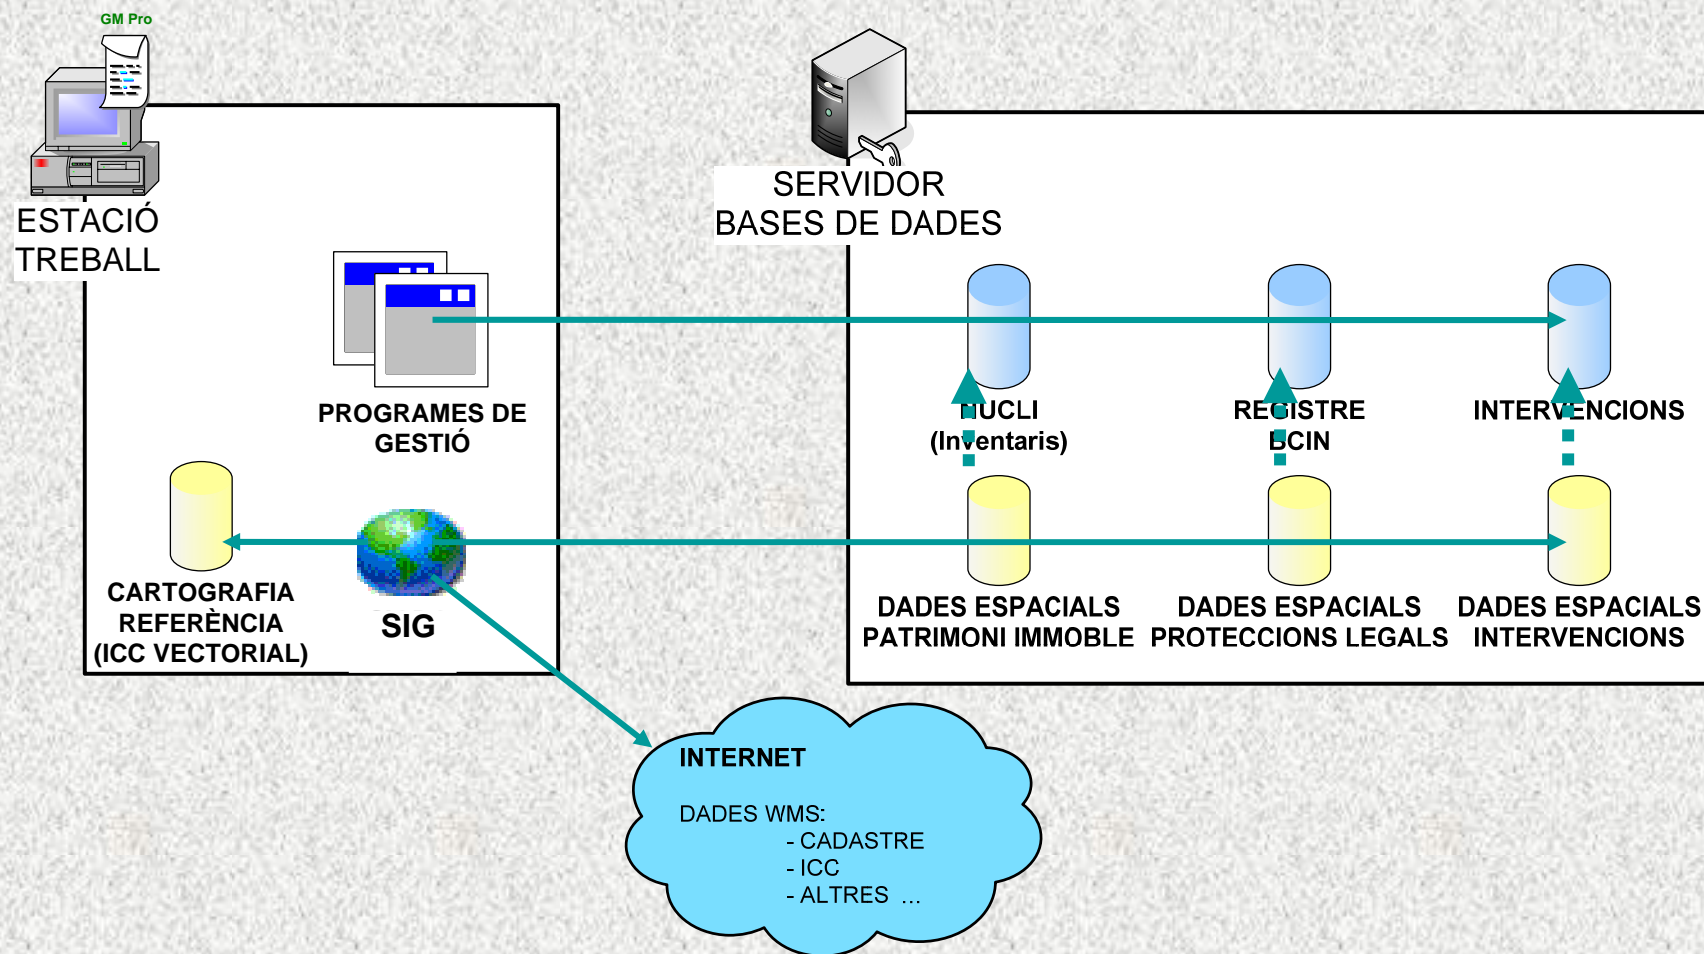 GM Pro
ESTACIÓ
TREBALL
PROGRAMES DE
GESTIÓ
CARTOGRAFIA
REFERÈNCIA
(ICC VECTORIAL)
SIG
SERVIDOR
BASES DE DADES
NUCLI
(Inventaris)
REGISTRE
BCIN
INTERVENCIONS
DADES ESPACIALS
PATRIMONI IMMOBLE
DADES ESPACIALS
PROTECCIONS LEGALS
DADES ESPACIALS
INTERVENCIONS
INTERNET
DADES WMS:
- CADASTRE
- ICC
- ALTRES ...